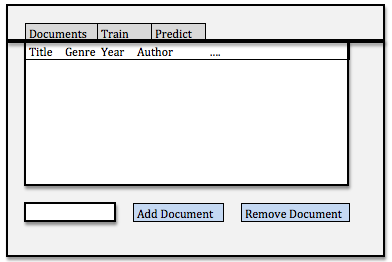 Documents Train Predict
Title Genre Year Author ....
Add Document Remove Document